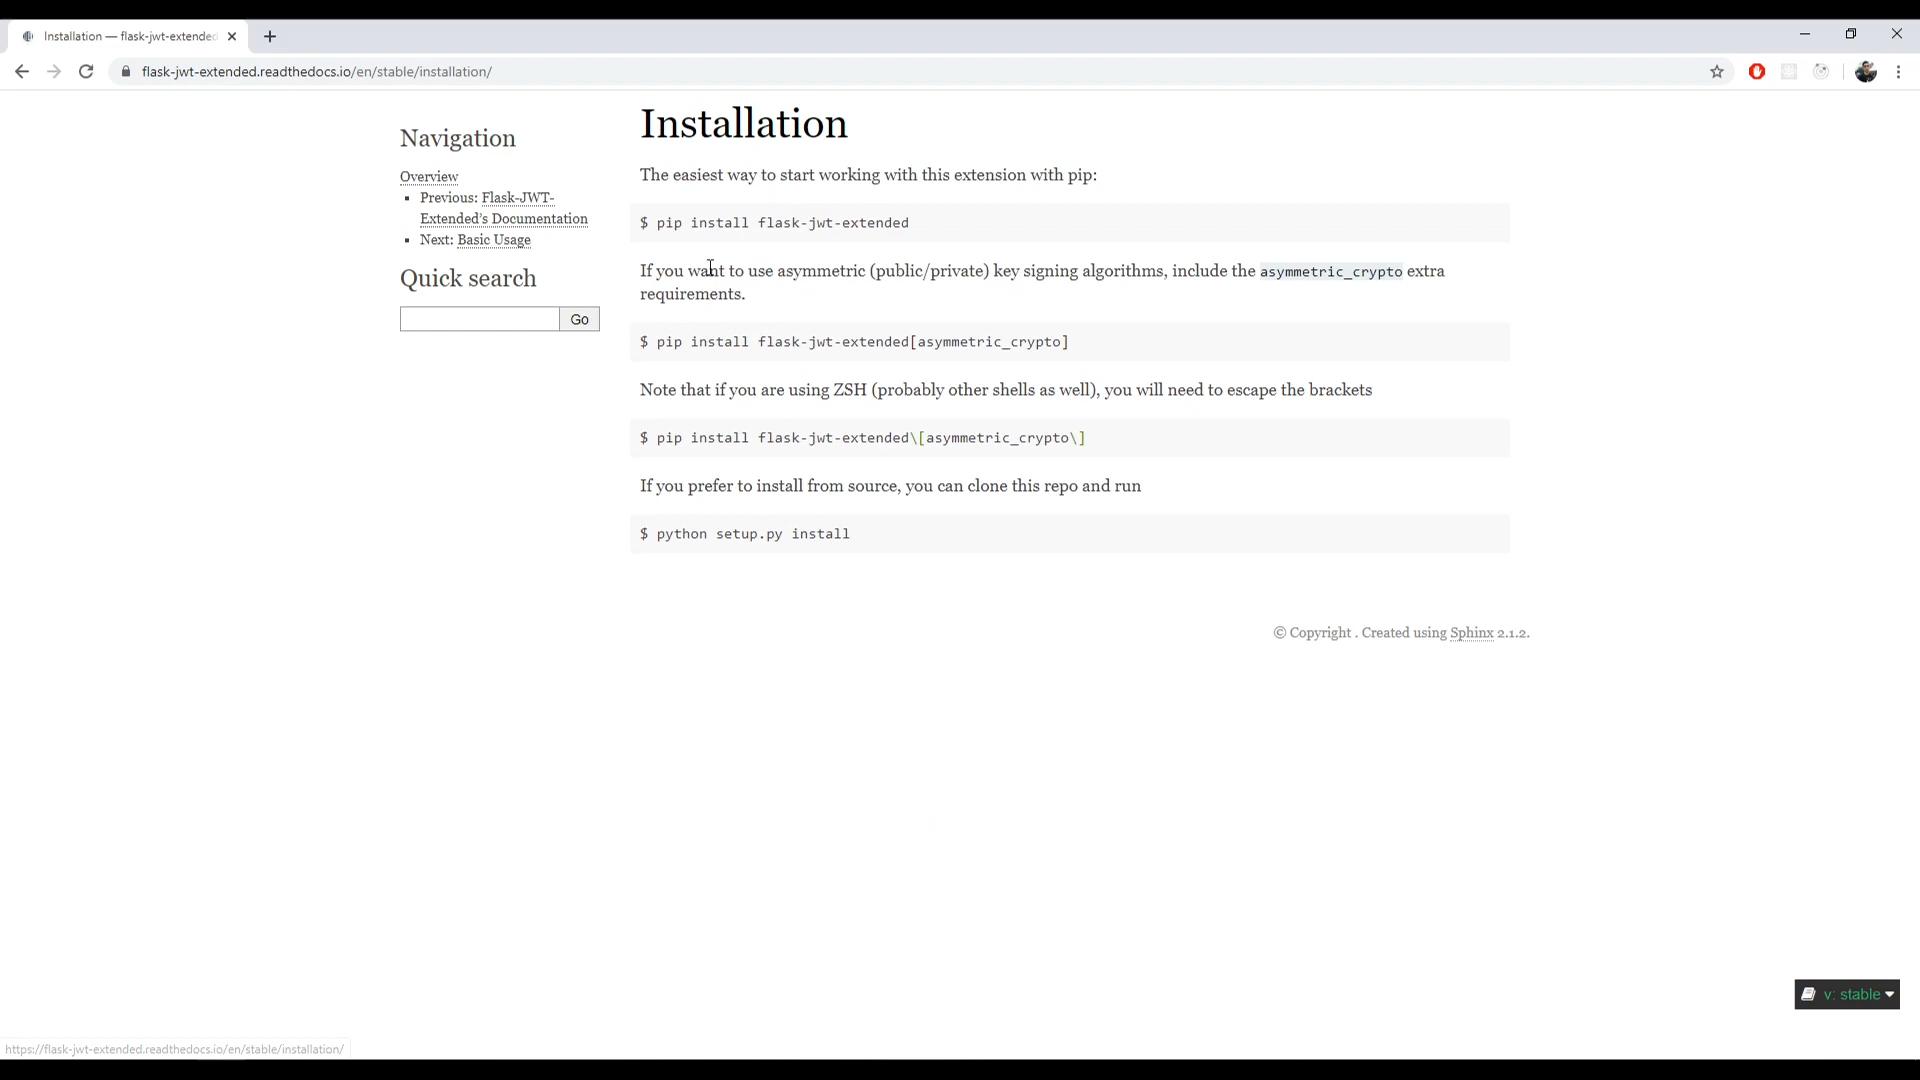 Installation — flask-jwt-extended
flask-jwt-extended.readthedocs.io/en/stable/installation/
Navigation
Overview
Previous: Flask-JWT-
Extended's Documentation
Next: Basic Usage
Quick search
Go
Installation
The easiest way to start working with this extension with pip:
$ pip install flask-jwt-extended
If you want to use asymmetric (public/private) key signing algorithms, include the asymmetric_crypto extra
requirements.
$ pip install flask-jwt-extended[asymmetric_crypto]
Note that if you are using ZSH (probably other shells as well), you will need to escape the brackets
$ pip install flask-jwt-extended\[asymmetric_crypto\]
If you prefer to install from source, you can clone this repo and run
$ python setup.py install
© Copyright . Created using Sphinx 2.1.2.
v: stable
https://flask-jwt-extended.readthedocs.io/en/stable/installation/